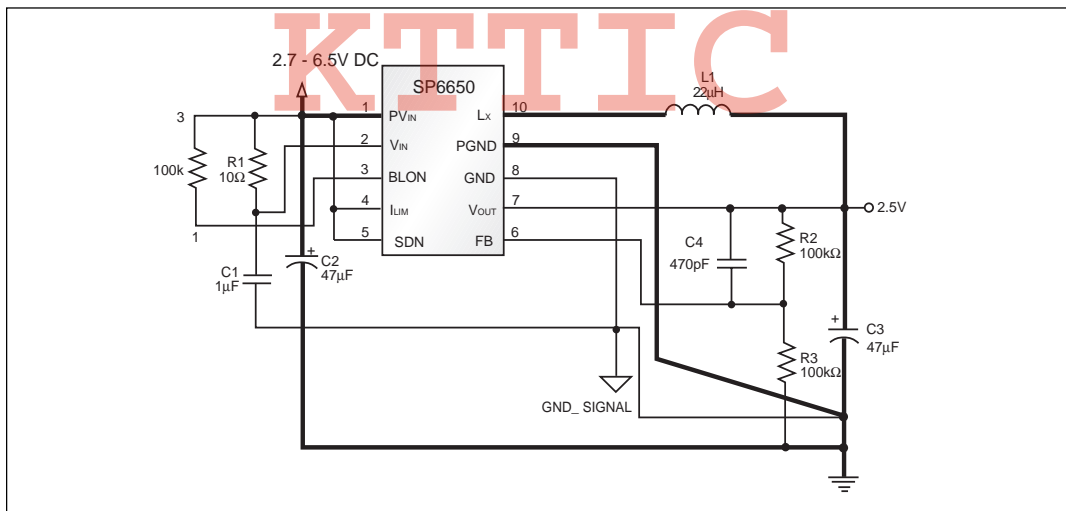 KTTIC
2.7 - 6.5V DC
SP6650
L1
22µH
1
PVIN
LX
10
3
2
VIN
PGND
9
100k
R1
10Ω
3
BLON
GND
8
4
ILIM
VOUT
7
2.5V
1
5
SDN
FB
6
C4
470pF
R2
100kΩ
C1
1µF
+
C2
47µF
+
C3
47µF
R3
100kΩ
GND_ SIGNAL